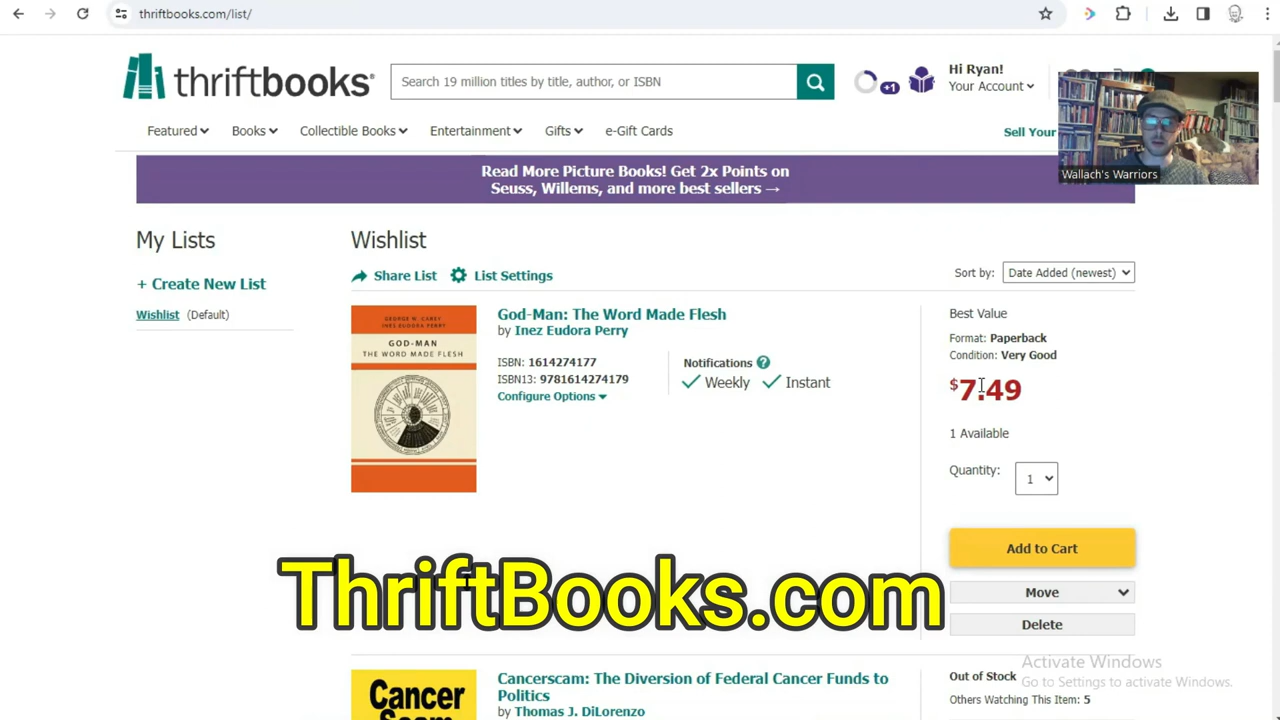 thriftbooks.com/list/
thriftbooks
Search 19 million titles by title, author, or ISBN
+1
Hi Ryan!
Your Account
Featured
Books
Collectible Books
Entertainment
Gifts
e-Gift Cards
Sell Your
Wallach's Warriors
Read More Picture Books! Get 2x Points on
Seuss, Willems, and more best sellers →
My Lists
+ Create New List
Wishlist (Default)
Wishlist
Share List
List Settings
Sort by: Date Added (newest)
GEORGE W. CAREY
INEZ EUDORA PERRY
GOD-MAN
THE WORD MADE FLESH
God-Man: The Word Made Flesh
by Inez Eudora Perry
ISBN: 1614274177
ISBN13: 9781614274179
Configure Options
Notifications ?
Weekly
Instant
Best Value
Format: Paperback
Condition: Very Good
$7.49
1 Available
Quantity: 1
Add to Cart
Move
Delete
ThriftBooks.com
Cancer
Scam
Cancerscam: The Diversion of Federal Cancer Funds to
Politics
by Thomas J. DiLorenzo
Out of Stock
Others Watching This Item: 5
Activate Windows
Go to Settings to activate Windows.